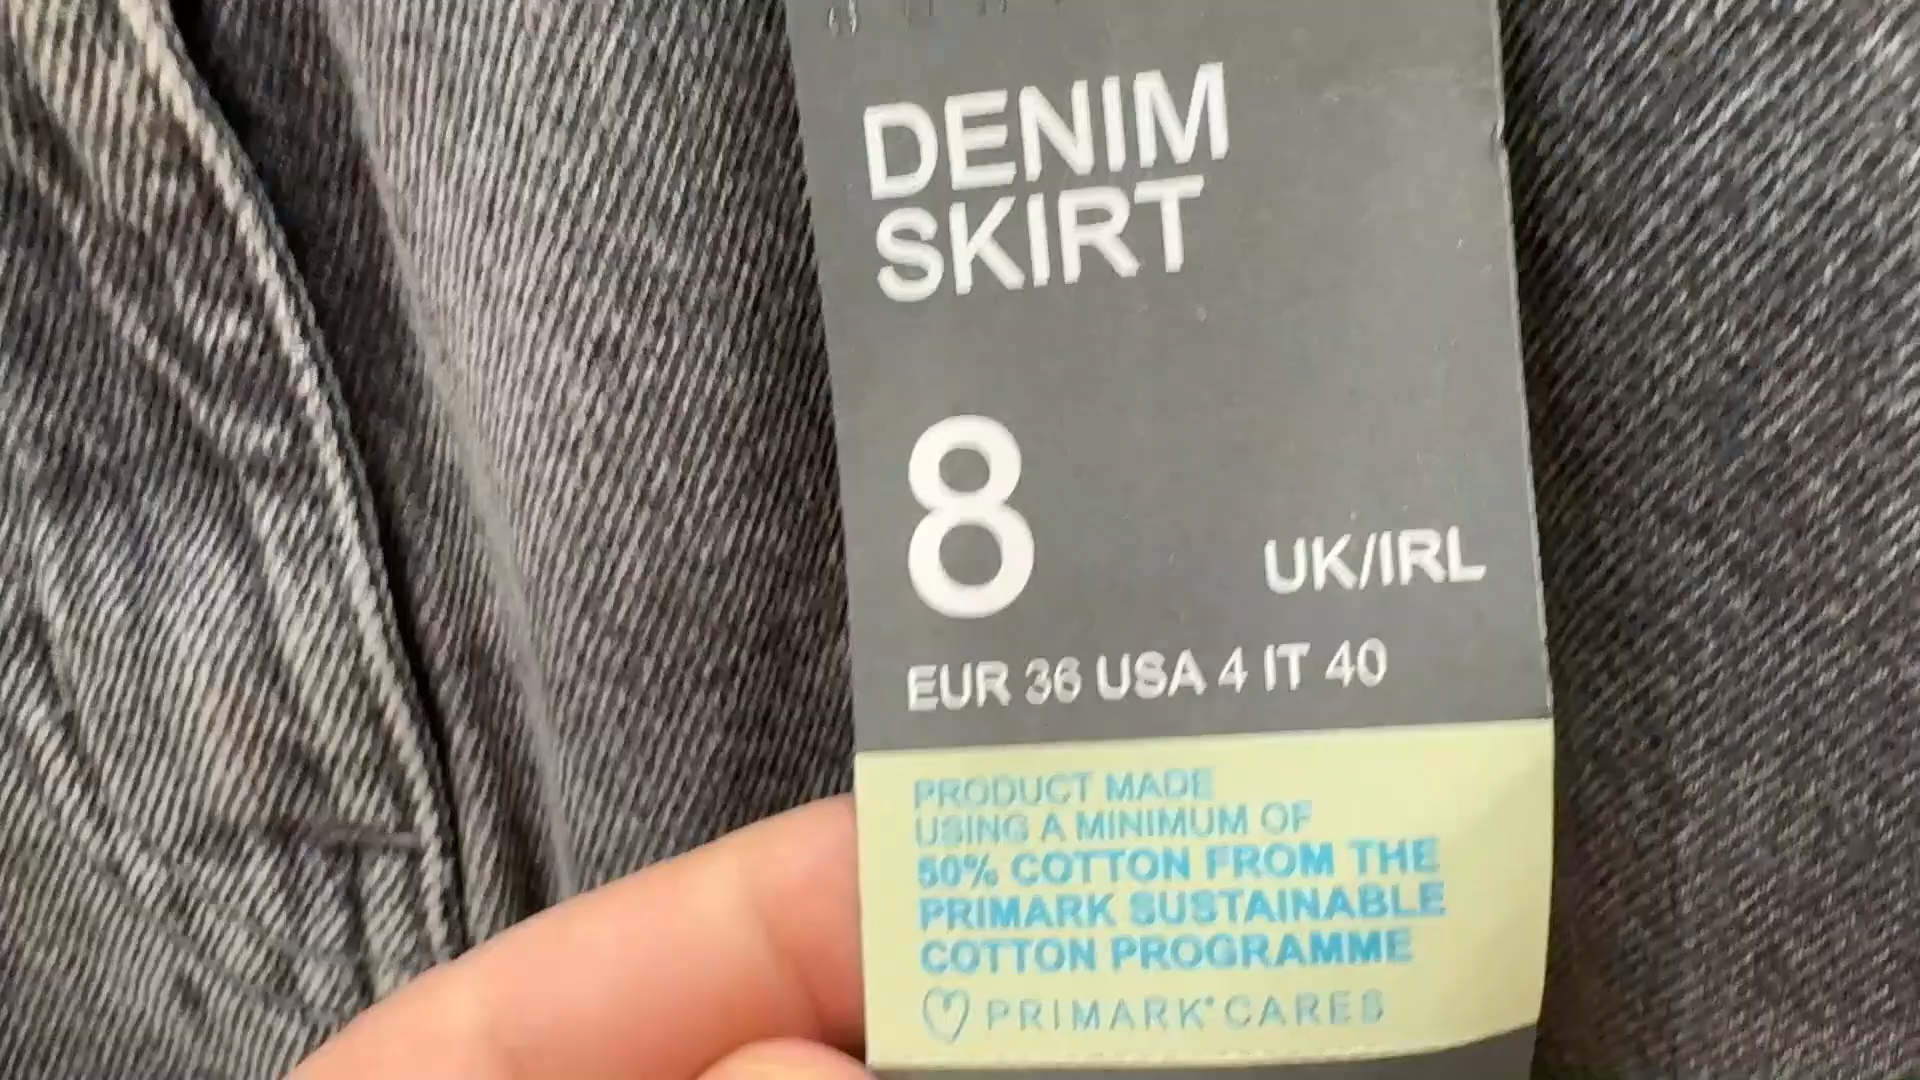 DENIM
SKIRT
8 UK/IRL
EUR 36 USA 4 IT 40
PRODUCT MADE
USING A MINIMUM OF
50% COTTON FROM THE
PRIMARK SUSTAINABLE
COTTON PROGRAMME
PRIMARK® CARES